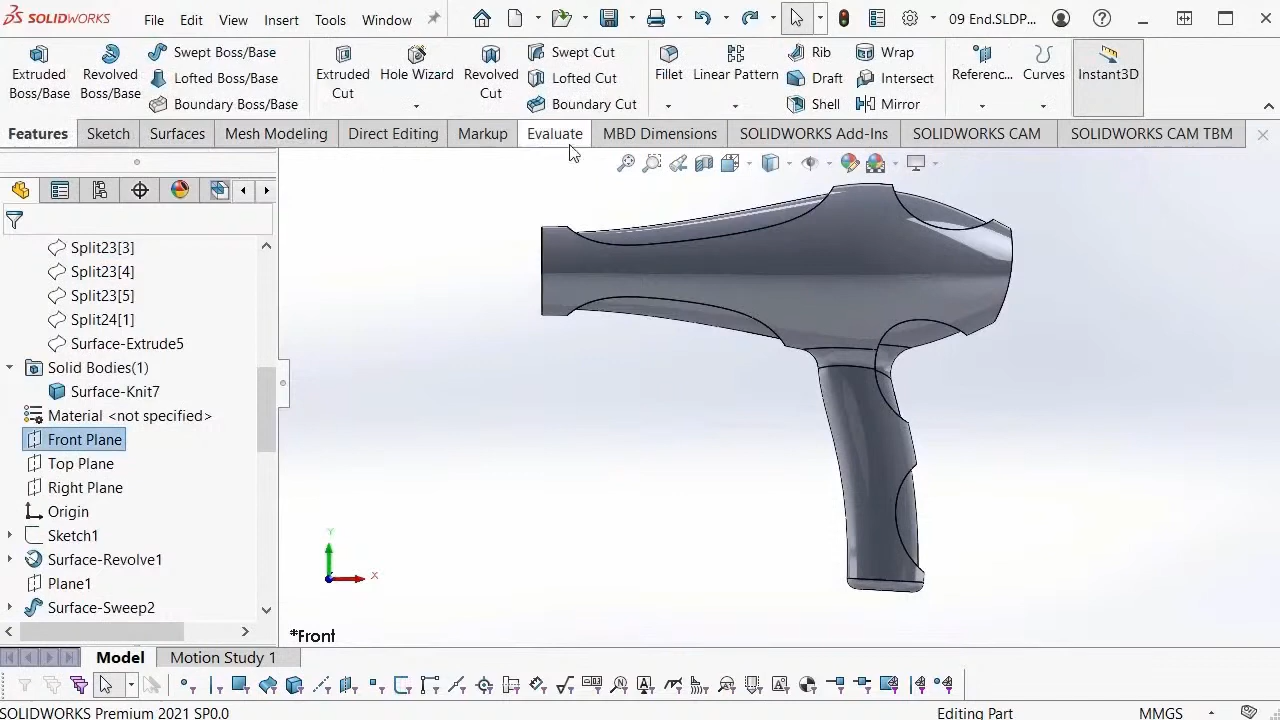 SOLIDWORKS File Edit View Insert Tools Window 09 End.SLDP...
Extruded Boss/Base
Revolved Boss/Base
Swept Boss/Base
Lofted Boss/Base
Boundary Boss/Base
Extruded Cut
Hole Wizard
Revolved Cut
Swept Cut
Lofted Cut
Boundary Cut
Fillet
Linear Pattern
Rib
Draft
Shell
Wrap
Intersect
Mirror
Referenc...
Curves
Instant3D
Features Sketch Surfaces Mesh Modeling Direct Editing Markup Evaluate MBD Dimensions SOLIDWORKS Add-Ins SOLIDWORKS CAM SOLIDWORKS CAM TBM
Split23[3]
Split23[4]
Split23[5]
Split24[1]
Surface-Extrude5
Solid Bodies(1)
Surface-Knit7
Material <not specified>
Front Plane
Top Plane
Right Plane
Origin
Sketch1
Surface-Revolve1
Plane1
Surface-Sweep2
Y
X
*Front
Model Motion Study 1
SOLIDWORKS Premium 2021 SP0.0 Editing Part MMGS